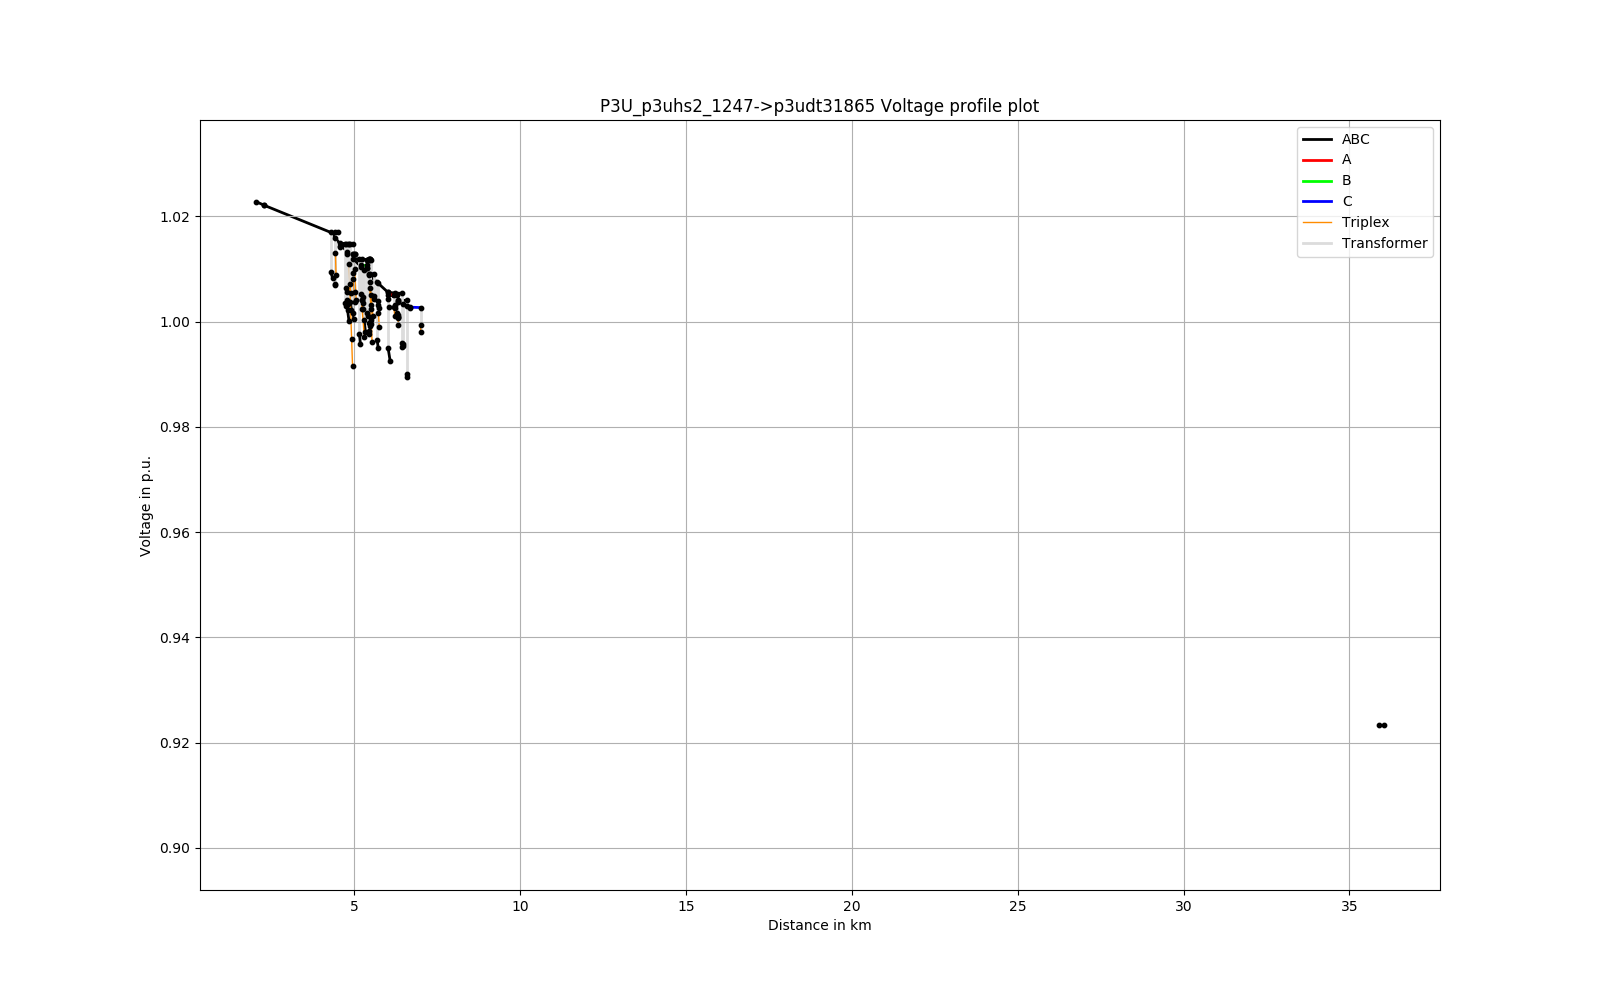 P3U_p3uhs2_1247->p3udt31865 Voltage profile plot
ABC
A
B
C
Triplex
Transformer
1.02
1.00
0.98
0.96
0.94
0.92
0.90
Voltage in p.u.
5 10 15 20 25 30 35
Distance in km